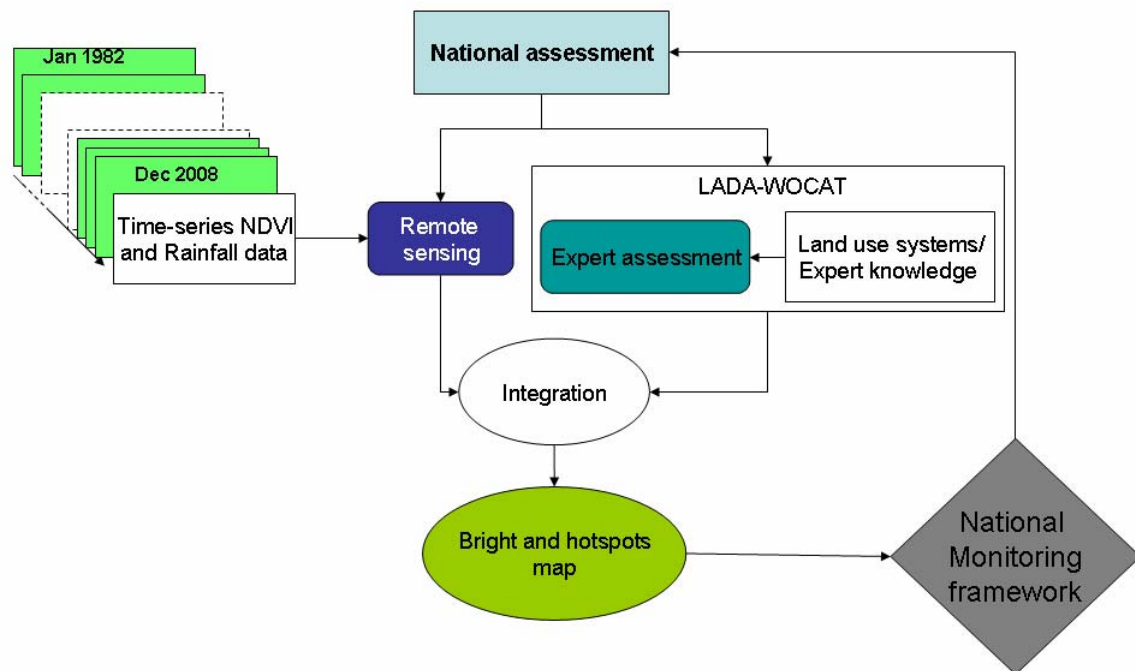 Jan 1982
National assessment
Dec 2008
Time-series NDVI
and Rainfall data
Remote
sensing
LADA-WOCAT
Expert assessment
Land use systems/
Expert knowledge
Integration
Bright and hotspots
map
National
Monitoring
framework